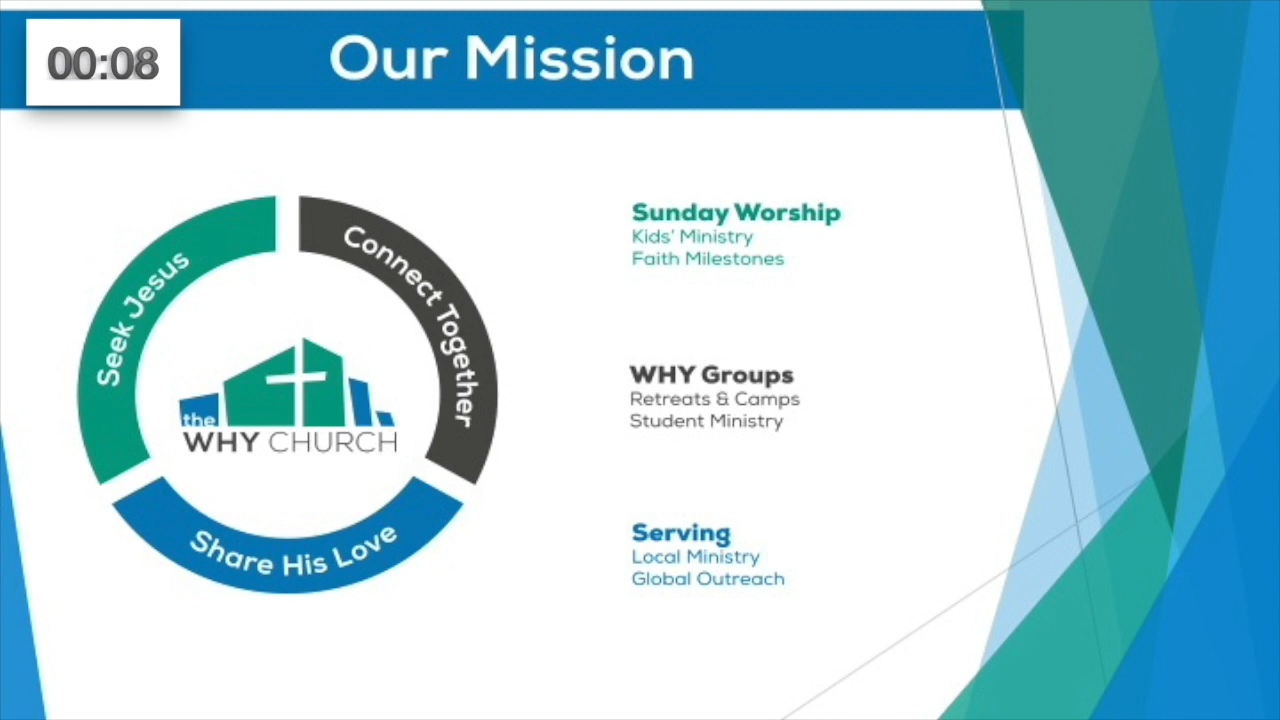 00:08
Our Mission
Seek Jesus
Connect Together
Share His Love
the
WHY CHURCH
Sunday Worship
Kids' Ministry
Faith Milestones
WHY Groups
Retreats & Camps
Student Ministry
Serving
Local Ministry
Global Outreach